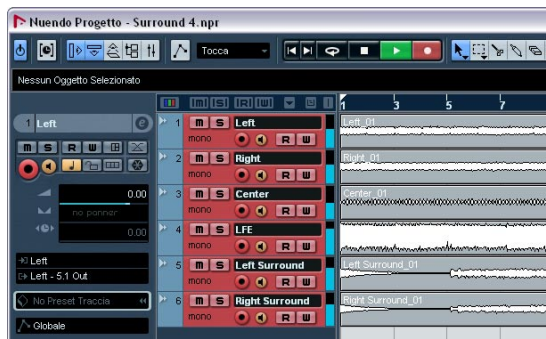 Nuendo Progetto - Surround 4.npr
Tocca
Nessun Oggetto Selezionato
[M] [S] [R] [W]
1 3 5 7
1 Left e
M S R W
0.00
no panner
0.00
Left
Left - 5.1 Out
No Preset Traccia
Globale
1 M S Left
mono R W
2 M S Right
mono R W
3 M S Center
mono R W
4 M S LFE
mono R W
5 M S Left Surround
mono R W
6 M S Right Surround
mono R W
Left_01
Right_01
Center_01
Left Surround_01
Right Surround_01